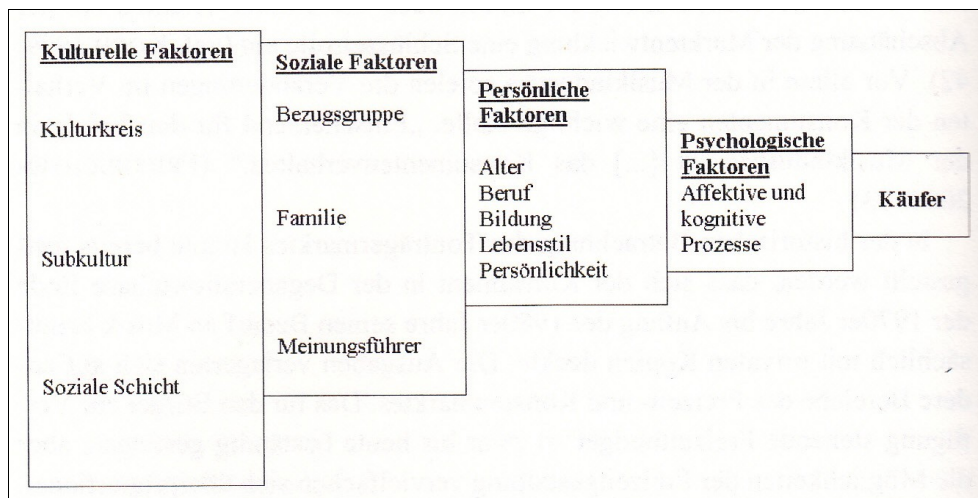 Kulturelle Faktoren
Kulturkreis
Subkultur
Soziale Schicht
Soziale Faktoren
Bezugsgruppe
Familie
Meinungsführer
Persönliche
Faktoren
Alter
Beruf
Bildung
Lebensstil
Persönlichkeit
Psychologische
Faktoren
Affektive und
kognitive
Prozesse
Käufer